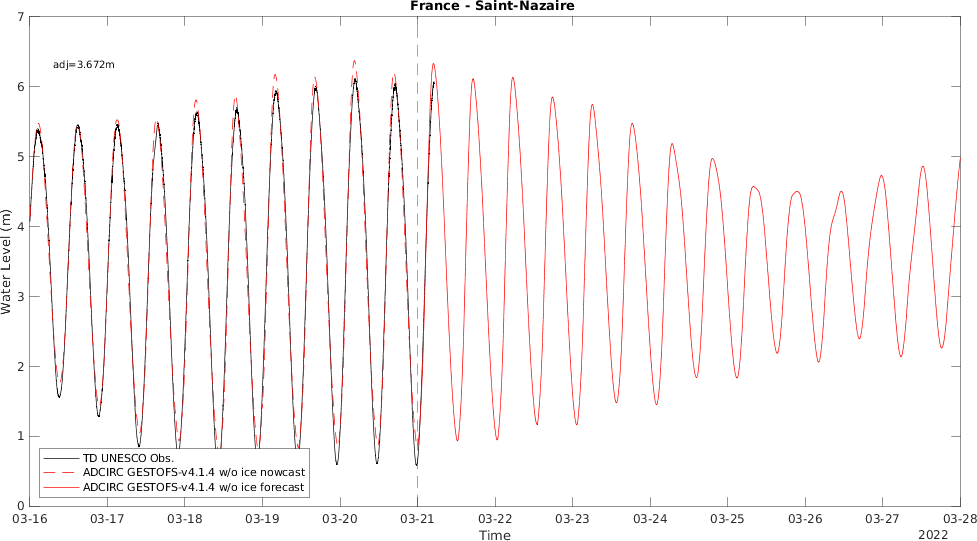 France - Saint-Nazaire
7
6
5
4
3
2
1
0
Water Level (m)
adj=3.672m
TD UNESCO Obs.
ADCIRC GESTOFS-v4.1.4 w/o ice nowcast
ADCIRC GESTOFS-v4.1.4 w/o ice forecast
03-16 03-17 03-18 03-19 03-20 03-21 03-22 03-23 03-24 03-25 03-26 03-27 03-28
Time
2022